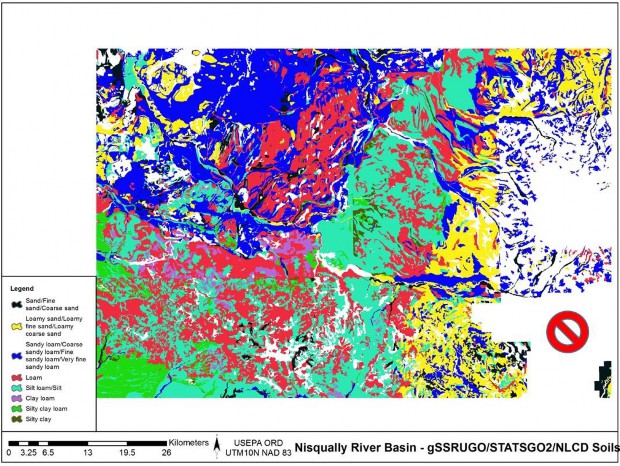 Legend
Sand/Fine
sand/Coarse sand
Loamy sand/Loamy
fine sand/Loamy
coarse sand
Sandy loam/Coarse
sandy loam/Fine
sandy loam/Very fine
sandy loam
Loam
Silt loam/Silt
Clay loam
Silty clay loam
Silty clay
0 3.25 6.5 13 19.5 26
Kilometers
USEPA ORD
UTM10N NAD 83
Nisqually River Basin - gSSRUGO/STATSGO2/NLCD Soils